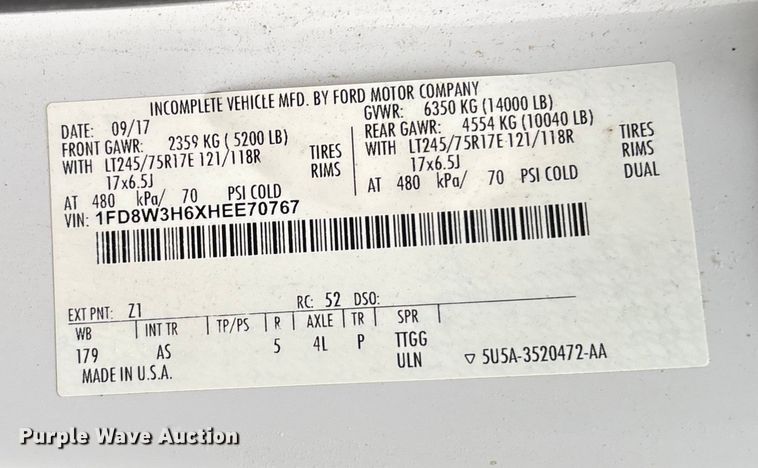 INCOMPLETE VEHICLE MFD. BY FORD MOTOR COMPANY
DATE: 09/17 GVWR: 6350 KG (14000 LB)
FRONT GAWR: 2359 KG ( 5200 LB) REAR GAWR: 4554 KG (10040 LB)
WITH LT245/75R17E 121/118R TIRES WITH LT245/75R17E 121/118R TIRES
17x6.5J RIMS 17x6.5J RIMS
AT 480 kPa/ 70 PSI COLD AT 480 kPa/ 70 PSI COLD DUAL
VIN: 1FD8W3H6XHEE70767
EXT PNT: Z1 RC: 52 DSO:
WB INT TR TP/PS R AXLE TR SPR
179 AS 5 4L P TTGG
ULN ▽ 5U5A-3520472-AA
MADE IN U.S.A.
Purple Wave Auction